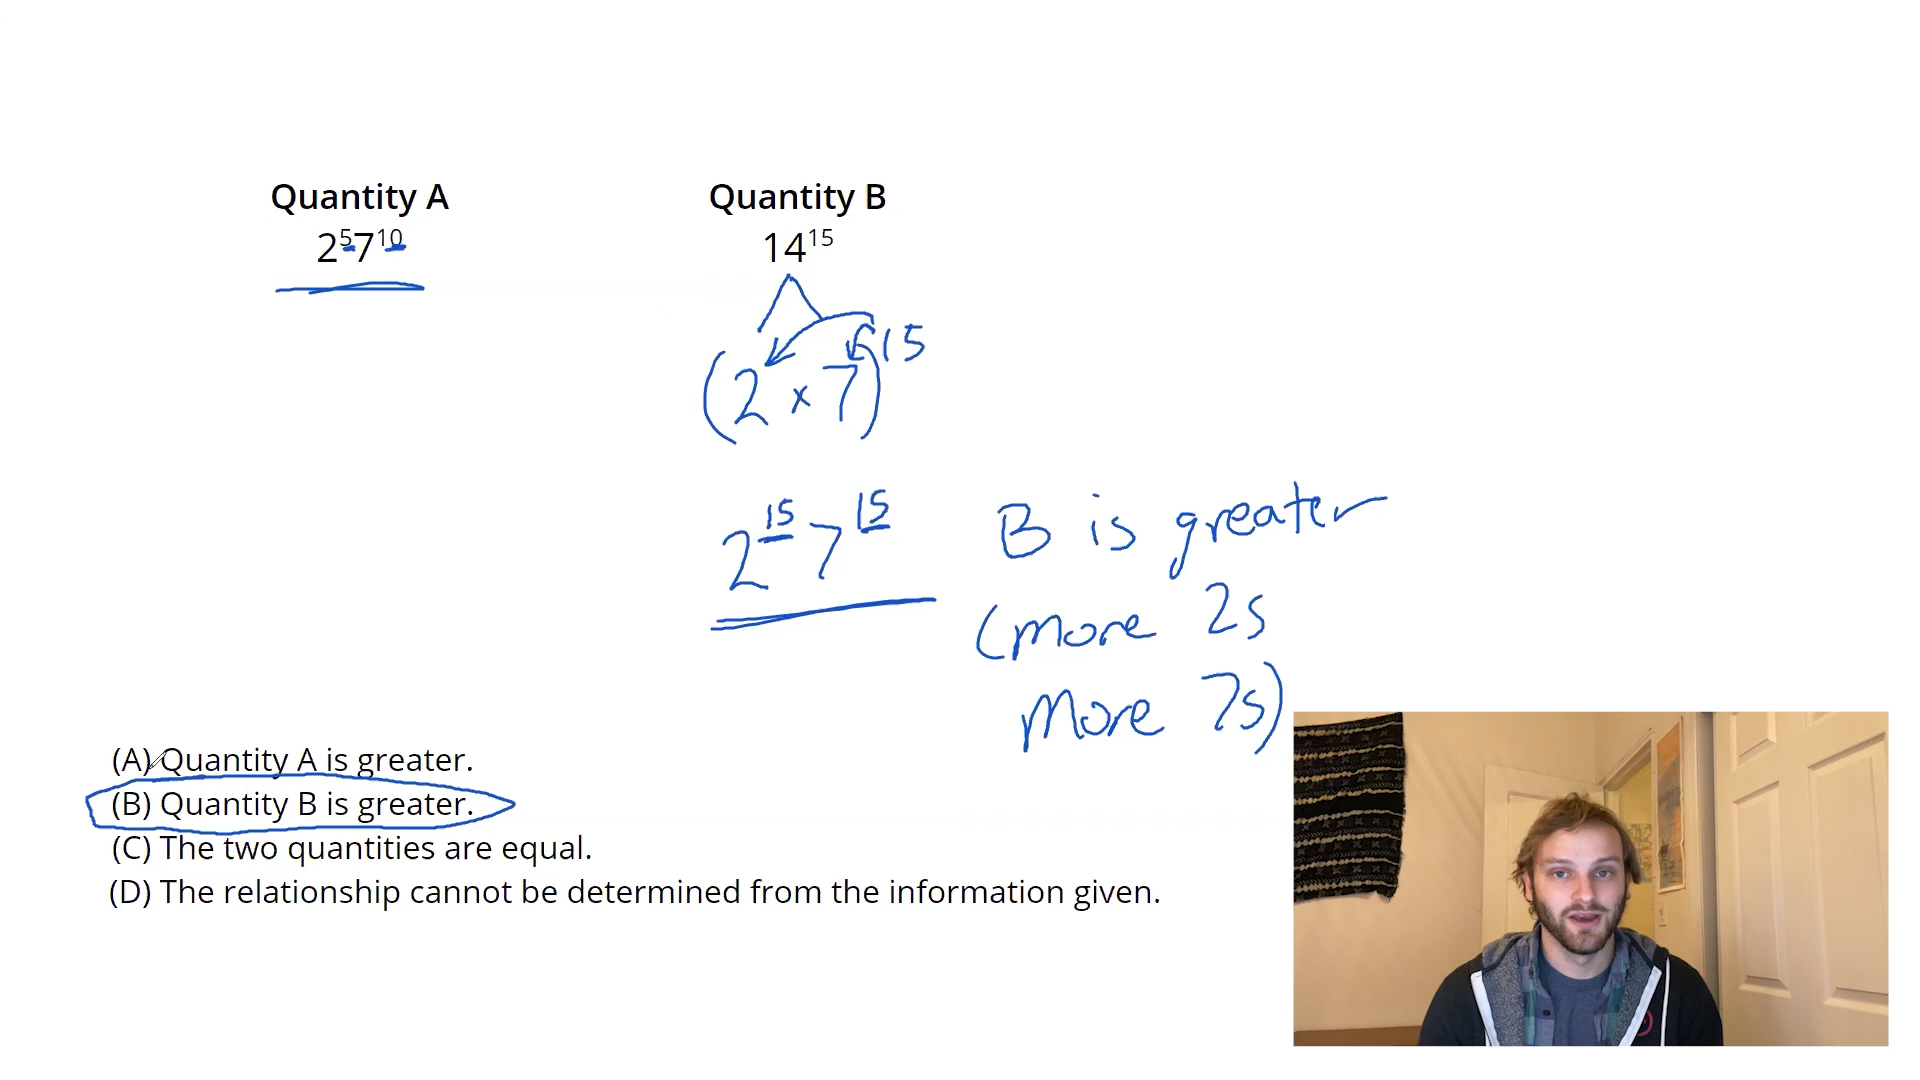 Quantity A
Quantity B
2⁵7¹⁰
14¹⁵
(2 × 7)¹⁵
2¹⁵7¹⁵
B is greater
(more 2s
more 7s)
(A) Quantity A is greater.
(B) Quantity B is greater.
(C) The two quantities are equal.
(D) The relationship cannot be determined from the information given.